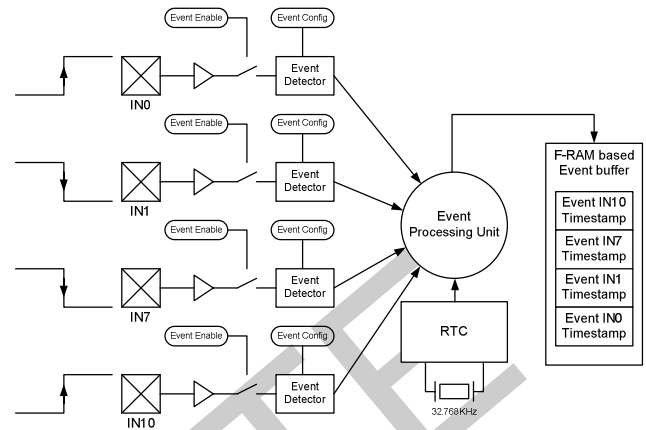 Event Enable
Event Config
Event
Detector
IN0
Event Enable
Event Config
Event
Detector
IN1
Event Enable
Event Config
Event
Detector
IN7
Event Enable
Event Config
Event
Detector
IN10
Event
Processing Unit
RTC
32.768KHz
F-RAM based
Event buffer
Event IN10
Timestamp
Event IN7
Timestamp
Event IN1
Timestamp
Event IN0
Timestamp